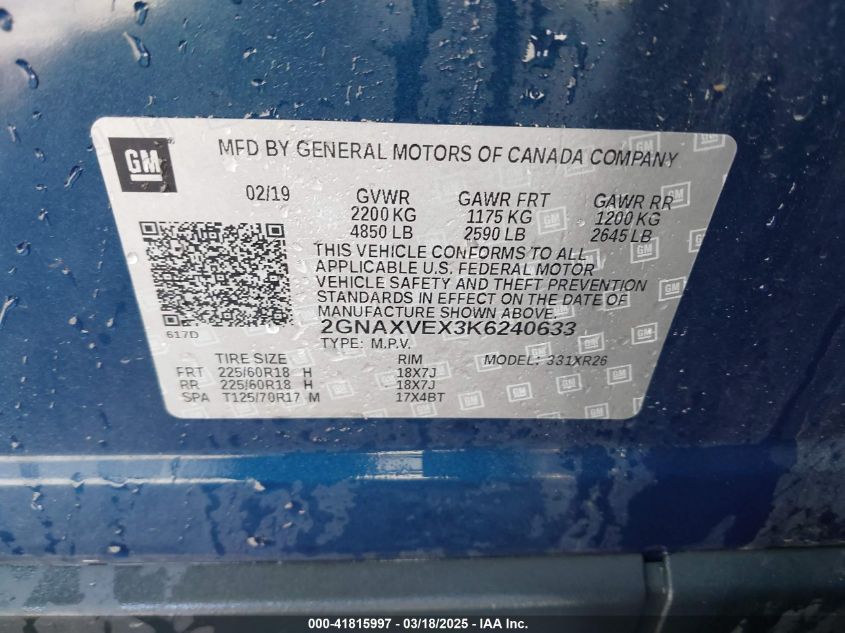 GM
MFD BY GENERAL MOTORS OF CANADA COMPANY
02/19 GVWR GAWR FRT GAWR RR
2200 KG 1175 KG 1200 KG
4850 LB 2590 LB 2645 LB
THIS VEHICLE CONFORMS TO ALL
APPLICABLE U.S. FEDERAL MOTOR
VEHICLE SAFETY AND THEFT PREVENTION
STANDARDS IN EFFECT ON THE DATE OF
MANUFACTURE SHOWN ABOVE.
617D
2GNAXVEX3K6240633
TYPE: M.P.V. MODEL: 331XR26
TIRE SIZE RIM
FRT 225/60R18 H 18X7J
RR 225/60R18 H 18X7J
SPA T125/70R17 M 17X4BT
000-41815997 - 03/18/2025 - IAA, Inc.